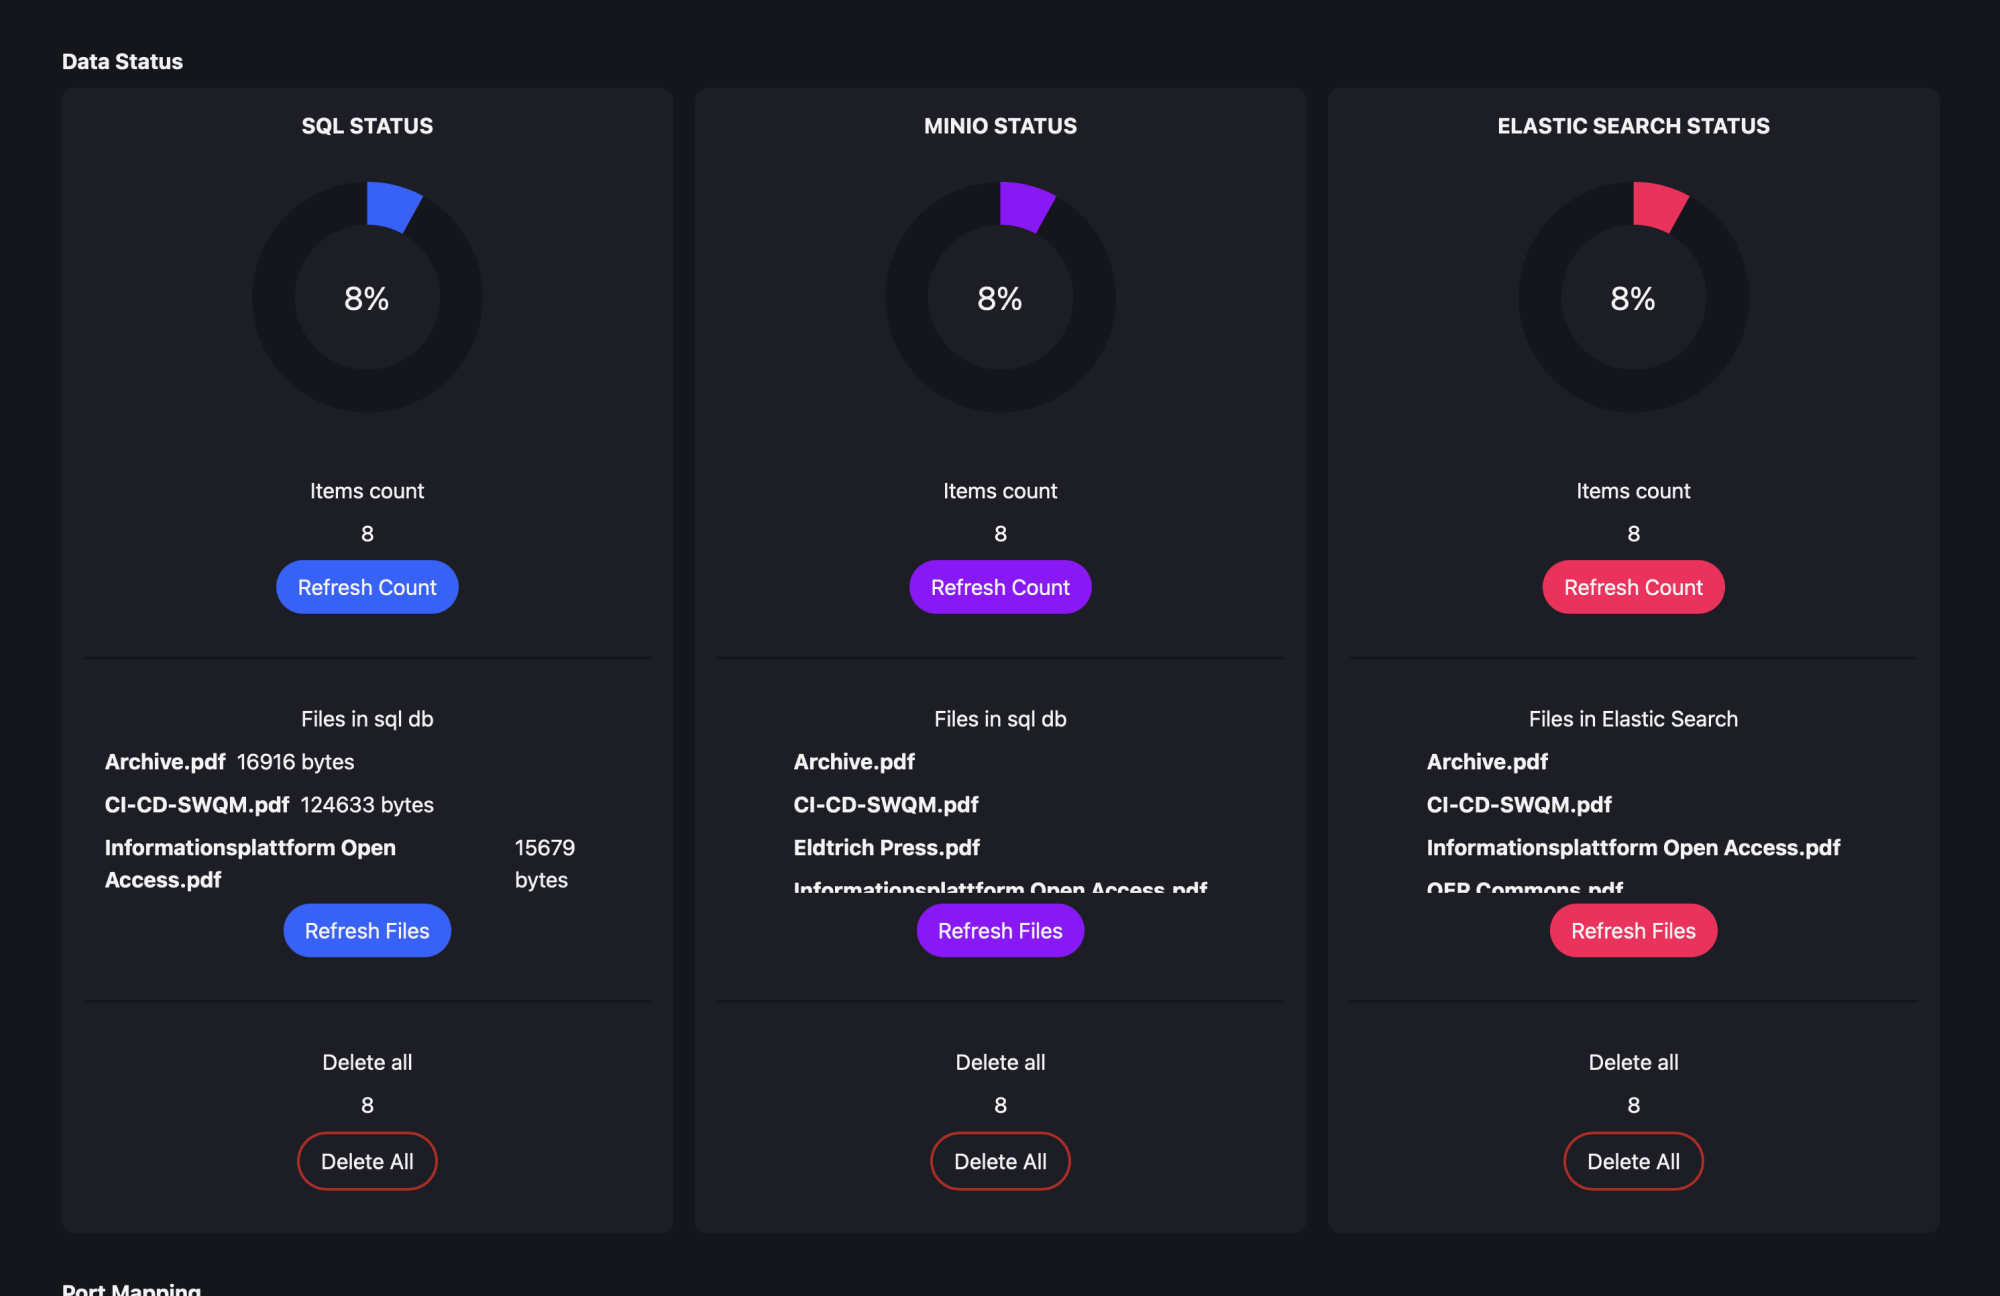 Data Status
SQL STATUS
8%
Items count
8
Refresh Count
Files in sql db
Archive.pdf 16916 bytes
CI-CD-SWQM.pdf 124633 bytes
Informationsplattform Open 15679
Access.pdf bytes
Refresh Files
Delete all
8
Delete All
MINIO STATUS
8%
Items count
8
Refresh Count
Files in sql db
Archive.pdf
CI-CD-SWQM.pdf
Eldtrich Press.pdf
Informationsplattform Open Access.pdf
Refresh Files
Delete all
8
Delete All
ELASTIC SEARCH STATUS
8%
Items count
8
Refresh Count
Files in Elastic Search
Archive.pdf
CI-CD-SWQM.pdf
Informationsplattform Open Access.pdf
OER Commons.pdf
Refresh Files
Delete all
8
Delete All
Port Mapping